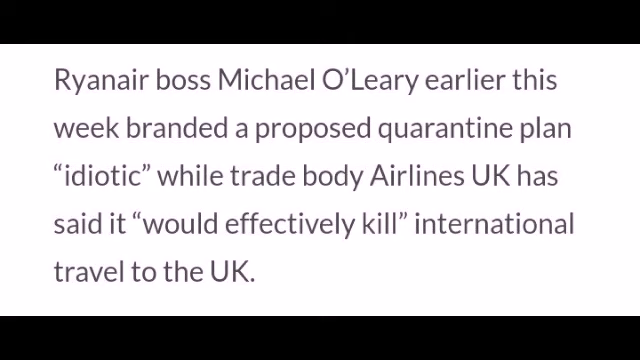 Ryanair boss Michael O’Leary earlier this
week branded a proposed quarantine plan
“idiotic” while trade body Airlines UK has
said it “would effectively kill” international
travel to the UK.